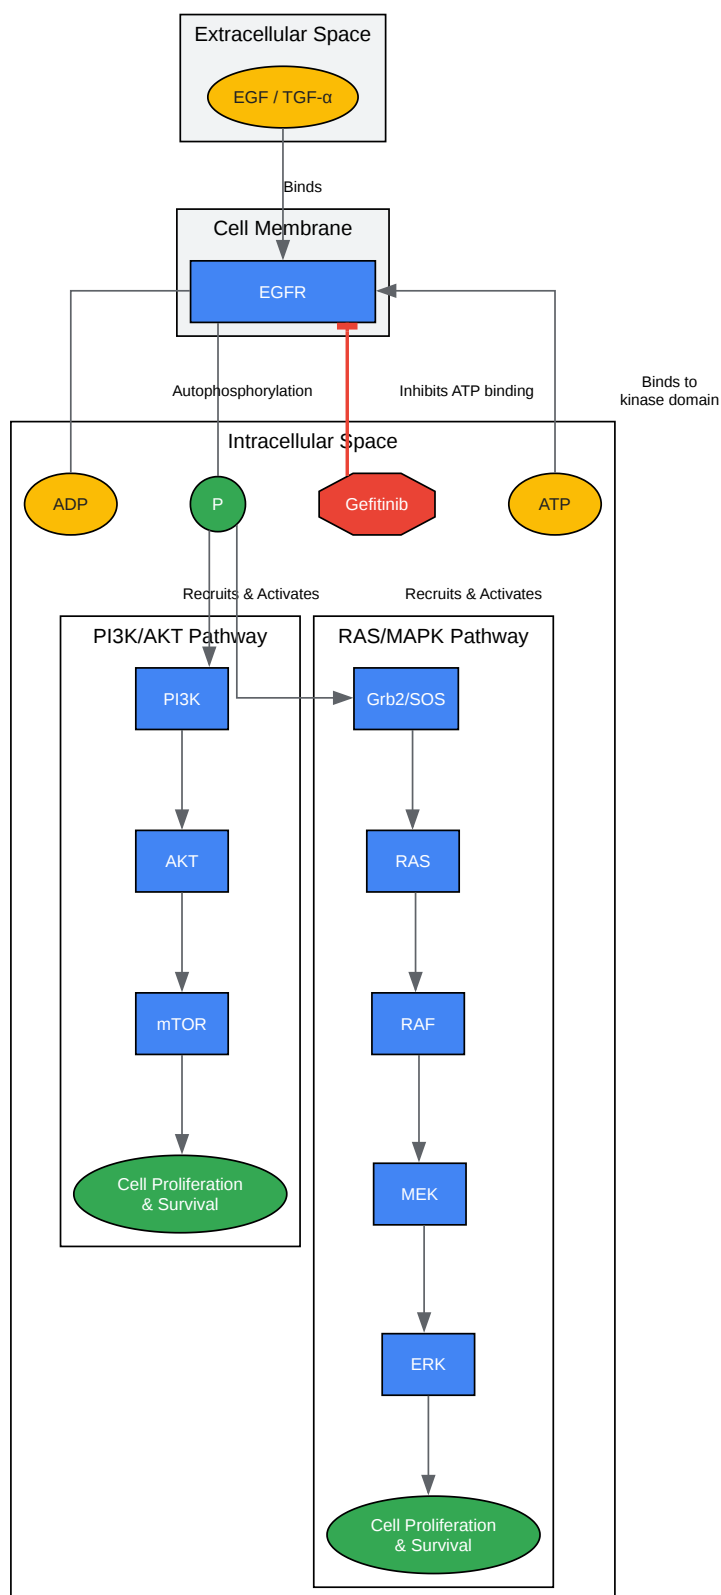 Extracellular Space
EGF / TGF-α
Binds
Cell Membrane
EGFR
Autophosphorylation
Inhibits ATP binding
Binds to
kinase domain
Intracellular Space
ADP
P
Gefitinib
ATP
Recruits & Activates
Recruits & Activates
PI3K/AKT Pathway
PI3K
AKT
mTOR
Cell Proliferation
& Survival
RAS/MAPK Pathway
Grb2/SOS
RAS
RAF
MEK
ERK
Cell Proliferation
& Survival